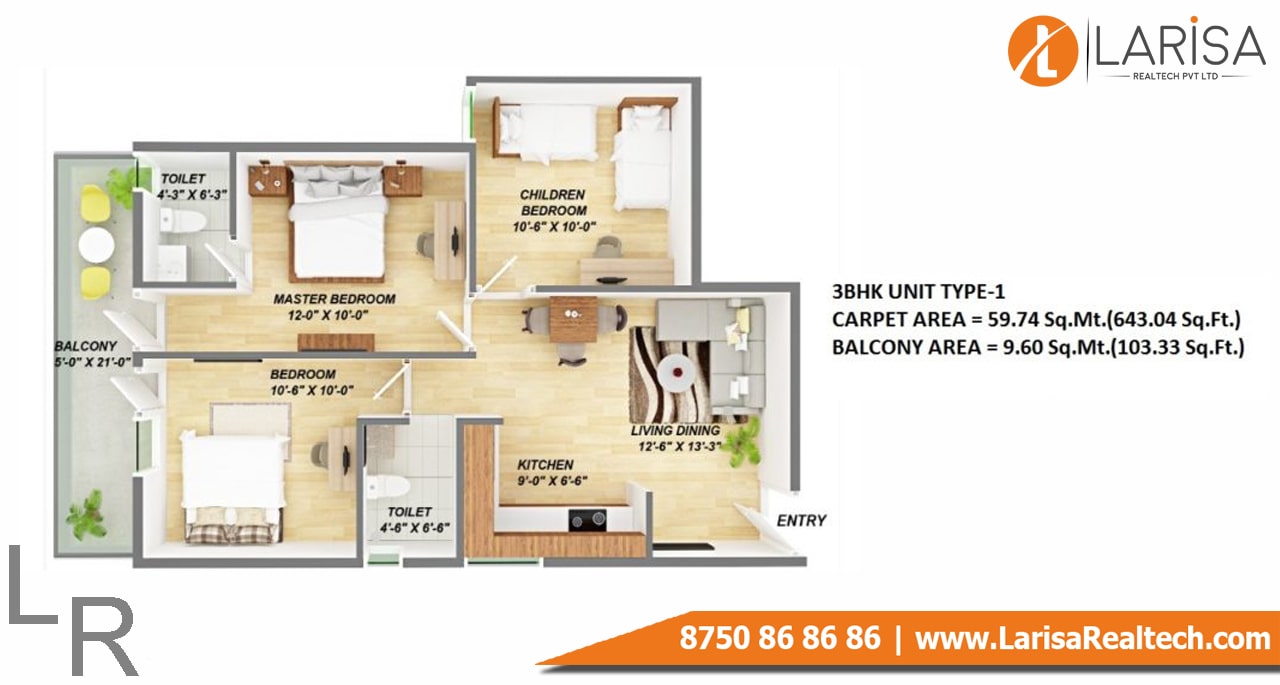 LARiSA
REALTECH PVT LTD
TOILET
4'-3" X 6'-3"
CHILDREN
BEDROOM
10'-6" X 10'-0"
MASTER BEDROOM
12'-0" X 10'-0"
3BHK UNIT TYPE-1
CARPET AREA = 59.74 Sq.Mt.(643.04 Sq.Ft.)
BALCONY AREA = 9.60 Sq.Mt.(103.33 Sq.Ft.)
BALCONY
5'-0" X 21'-0"
BEDROOM
10'-6" X 10'-0"
LIVING DINING
12'-6" X 13'-3"
KITCHEN
9'-0" X 6'-6"
TOILET
4'-6" X 6'-6"
ENTRY
LR
8750 86 86 86 | www.LarisaRealtech.com